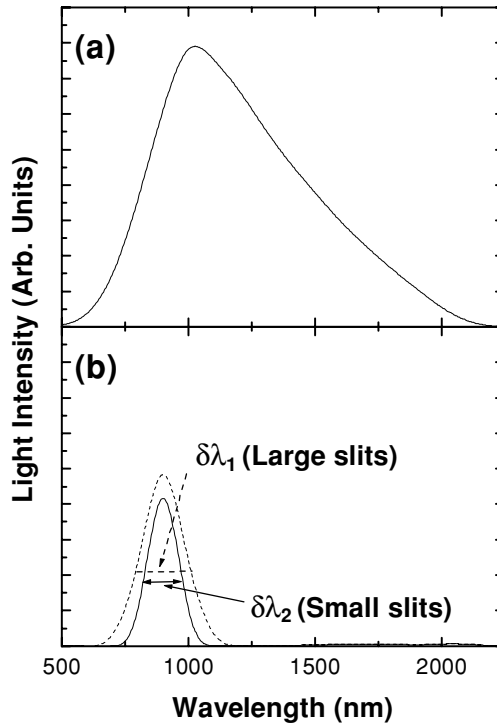 (a)
Light Intensity (Arb. Units)
(b)
δλ₁ (Large slits)
δλ₂ (Small slits)
500 1000 1500 2000
Wavelength (nm)